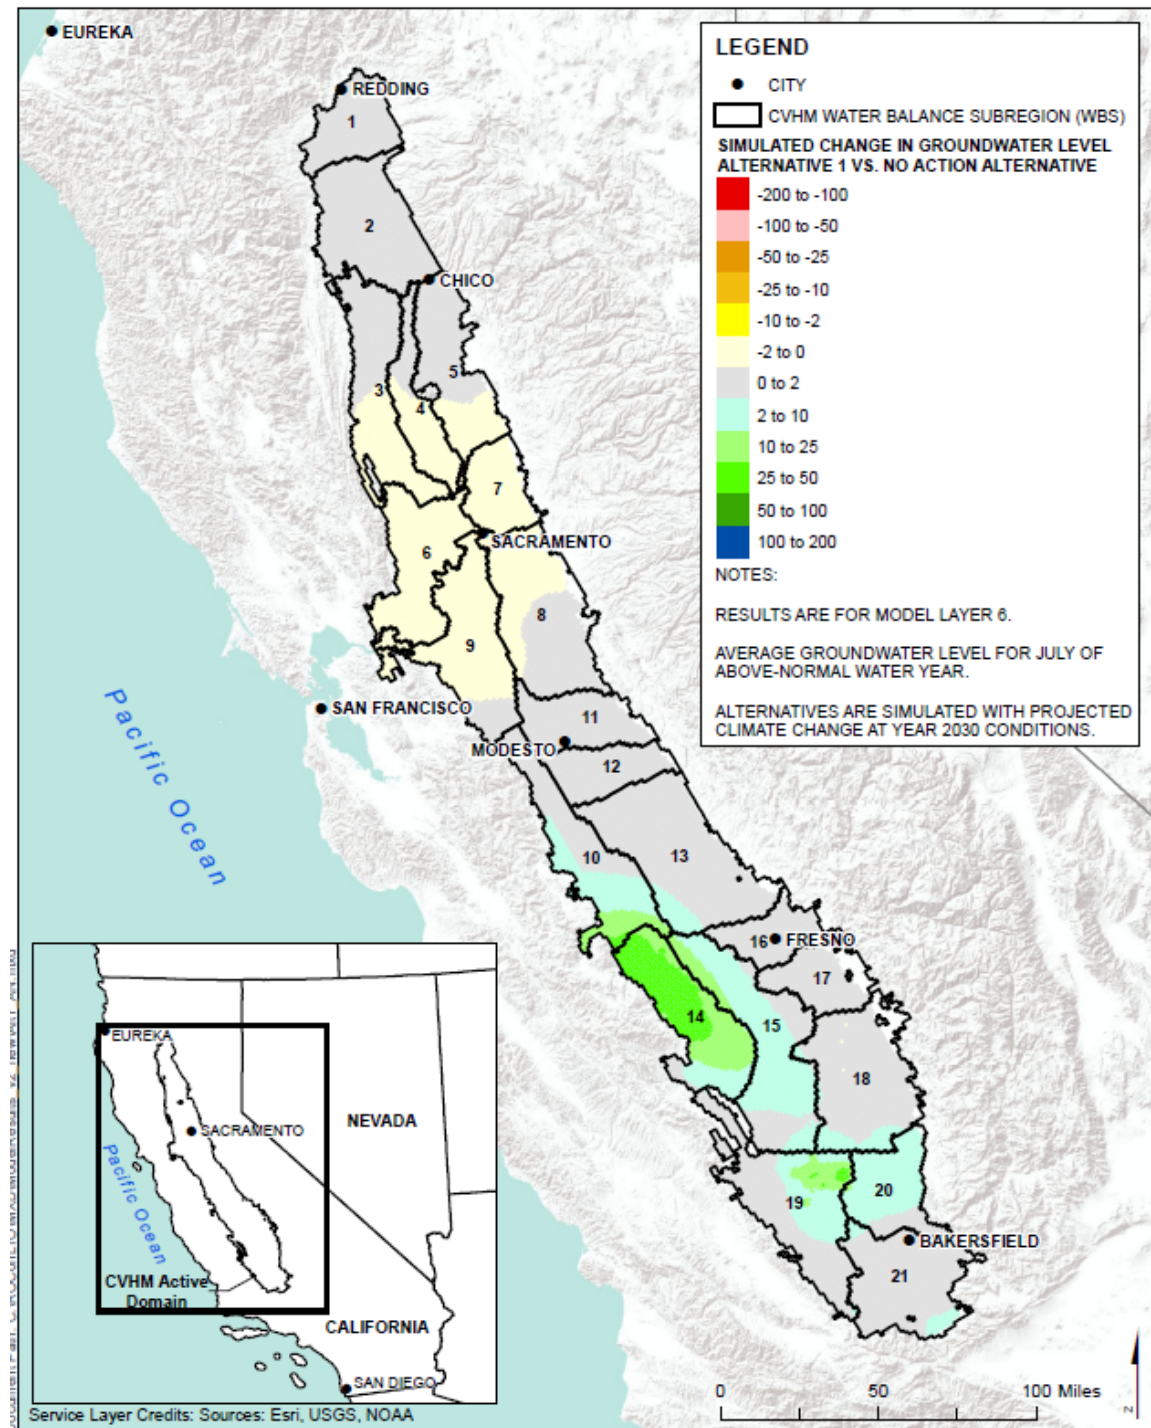 EUREKA
REDDING
1
2
CHICO
3
4
5
6
7
SACRAMENTO
8
9
SAN FRANCISCO
11
MODESTO
12
10
13
16
FRESNO
17
14
15
18
19
20
BAKERSFIELD
21
Pacific Ocean
LEGEND
CITY
CVHM WATER BALANCE SUBREGION (WBS)
SIMULATED CHANGE IN GROUNDWATER LEVEL
ALTERNATIVE 1 VS. NO ACTION ALTERNATIVE
-200 to -100
-100 to -50
-50 to -25
-25 to -10
-10 to -2
-2 to 0
0 to 2
2 to 10
10 to 25
25 to 50
50 to 100
100 to 200
NOTES:
RESULTS ARE FOR MODEL LAYER 6.
AVERAGE GROUNDWATER LEVEL FOR JULY OF
ABOVE-NORMAL WATER YEAR.
ALTERNATIVES ARE SIMULATED WITH PROJECTED
CLIMATE CHANGE AT YEAR 2030 CONDITIONS.
EUREKA
SACRAMENTO
NEVADA
Pacific Ocean
CVHM Active
Domain
CALIFORNIA
SAN DIEGO
0 50 100 Miles
Service Layer Credits: Sources: Esri, USGS, NOAA